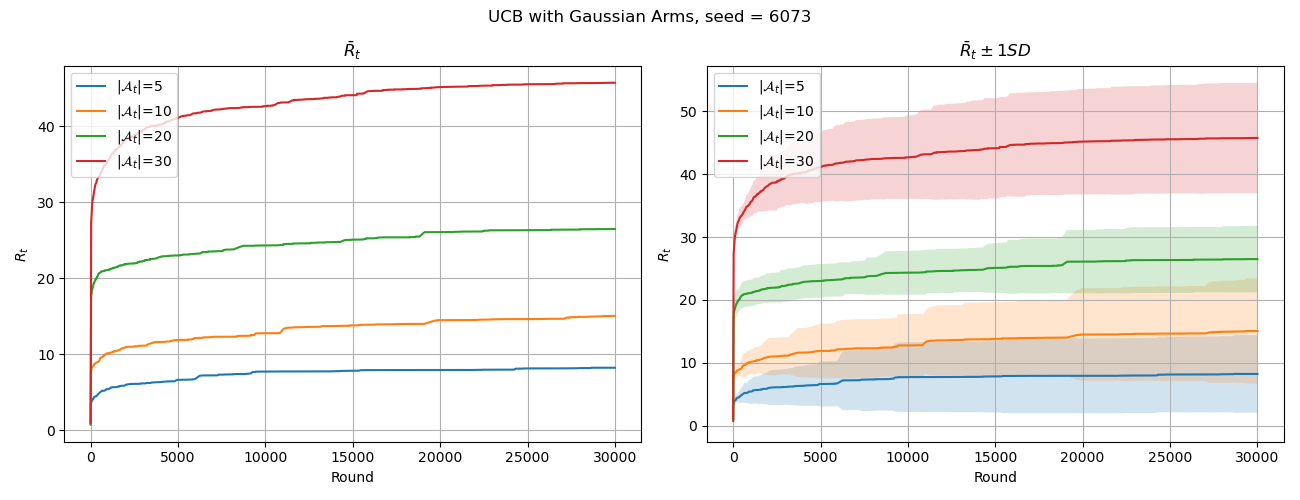 UCB with Gaussian Arms, seed = 6073
R̄ₜ
|𝒜ₜ|=5
|𝒜ₜ|=10
|𝒜ₜ|=20
|𝒜ₜ|=30
Rₜ
40
30
20
10
0
0 5000 10000 15000 20000 25000 30000
Round
R̄ₜ ± 1SD
|𝒜ₜ|=5
|𝒜ₜ|=10
|𝒜ₜ|=20
|𝒜ₜ|=30
Rₜ
50
40
30
20
10
0
0 5000 10000 15000 20000 25000 30000
Round